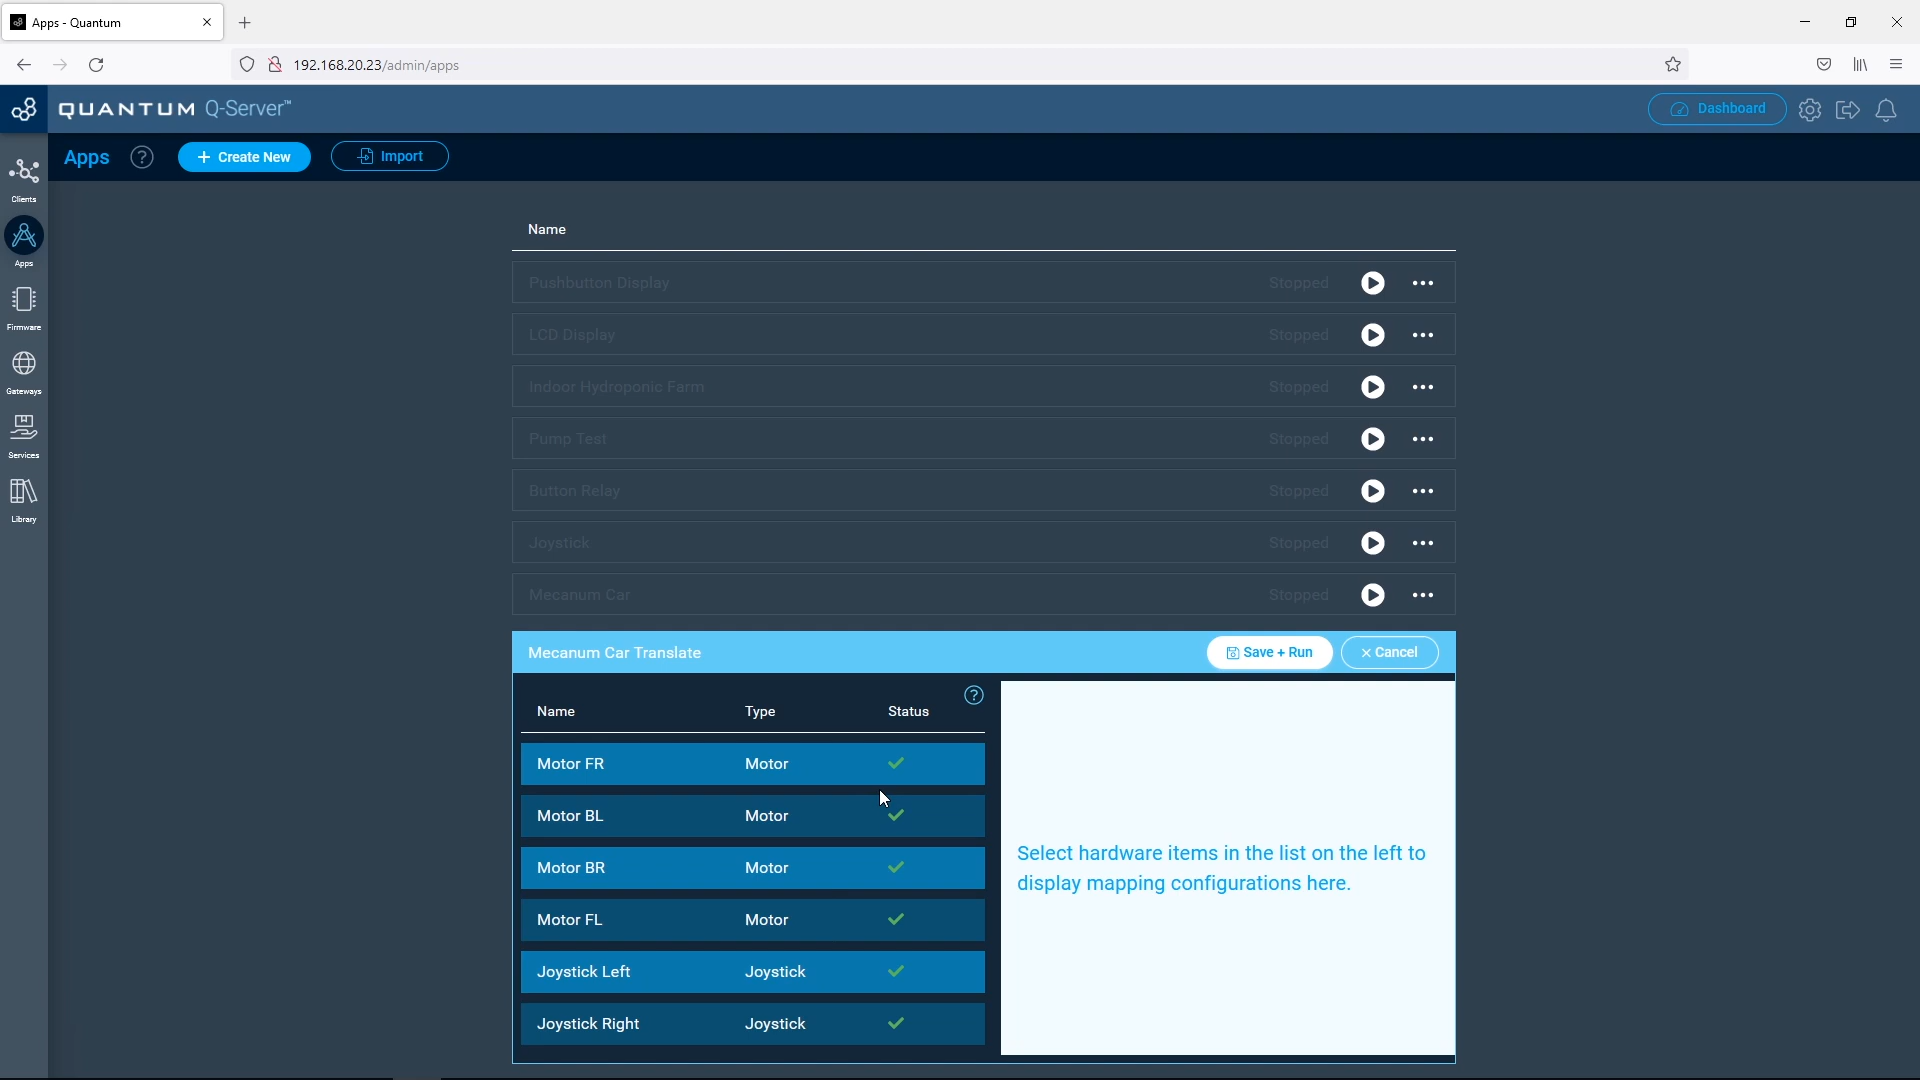 Apps - Quantum
192.168.20.23/admin/apps
QUANTUM Q-Server™
Dashboard
Apps
?
+ Create New
Import
Clients
Apps
Firmware
Gateways
Services
Library
Name
Pushbutton Display Stopped
LCD Display Stopped
Indoor Hydroponic Farm Stopped
Pump Test Stopped
Button Relay Stopped
Joystick Stopped
Mecanum Car Stopped
Mecanum Car Translate
Save + Run
× Cancel
?
Name Type Status
Motor FR Motor
Motor BL Motor
Motor BR Motor
Motor FL Motor
Joystick Left Joystick
Joystick Right Joystick
Select hardware items in the list on the left to
display mapping configurations here.